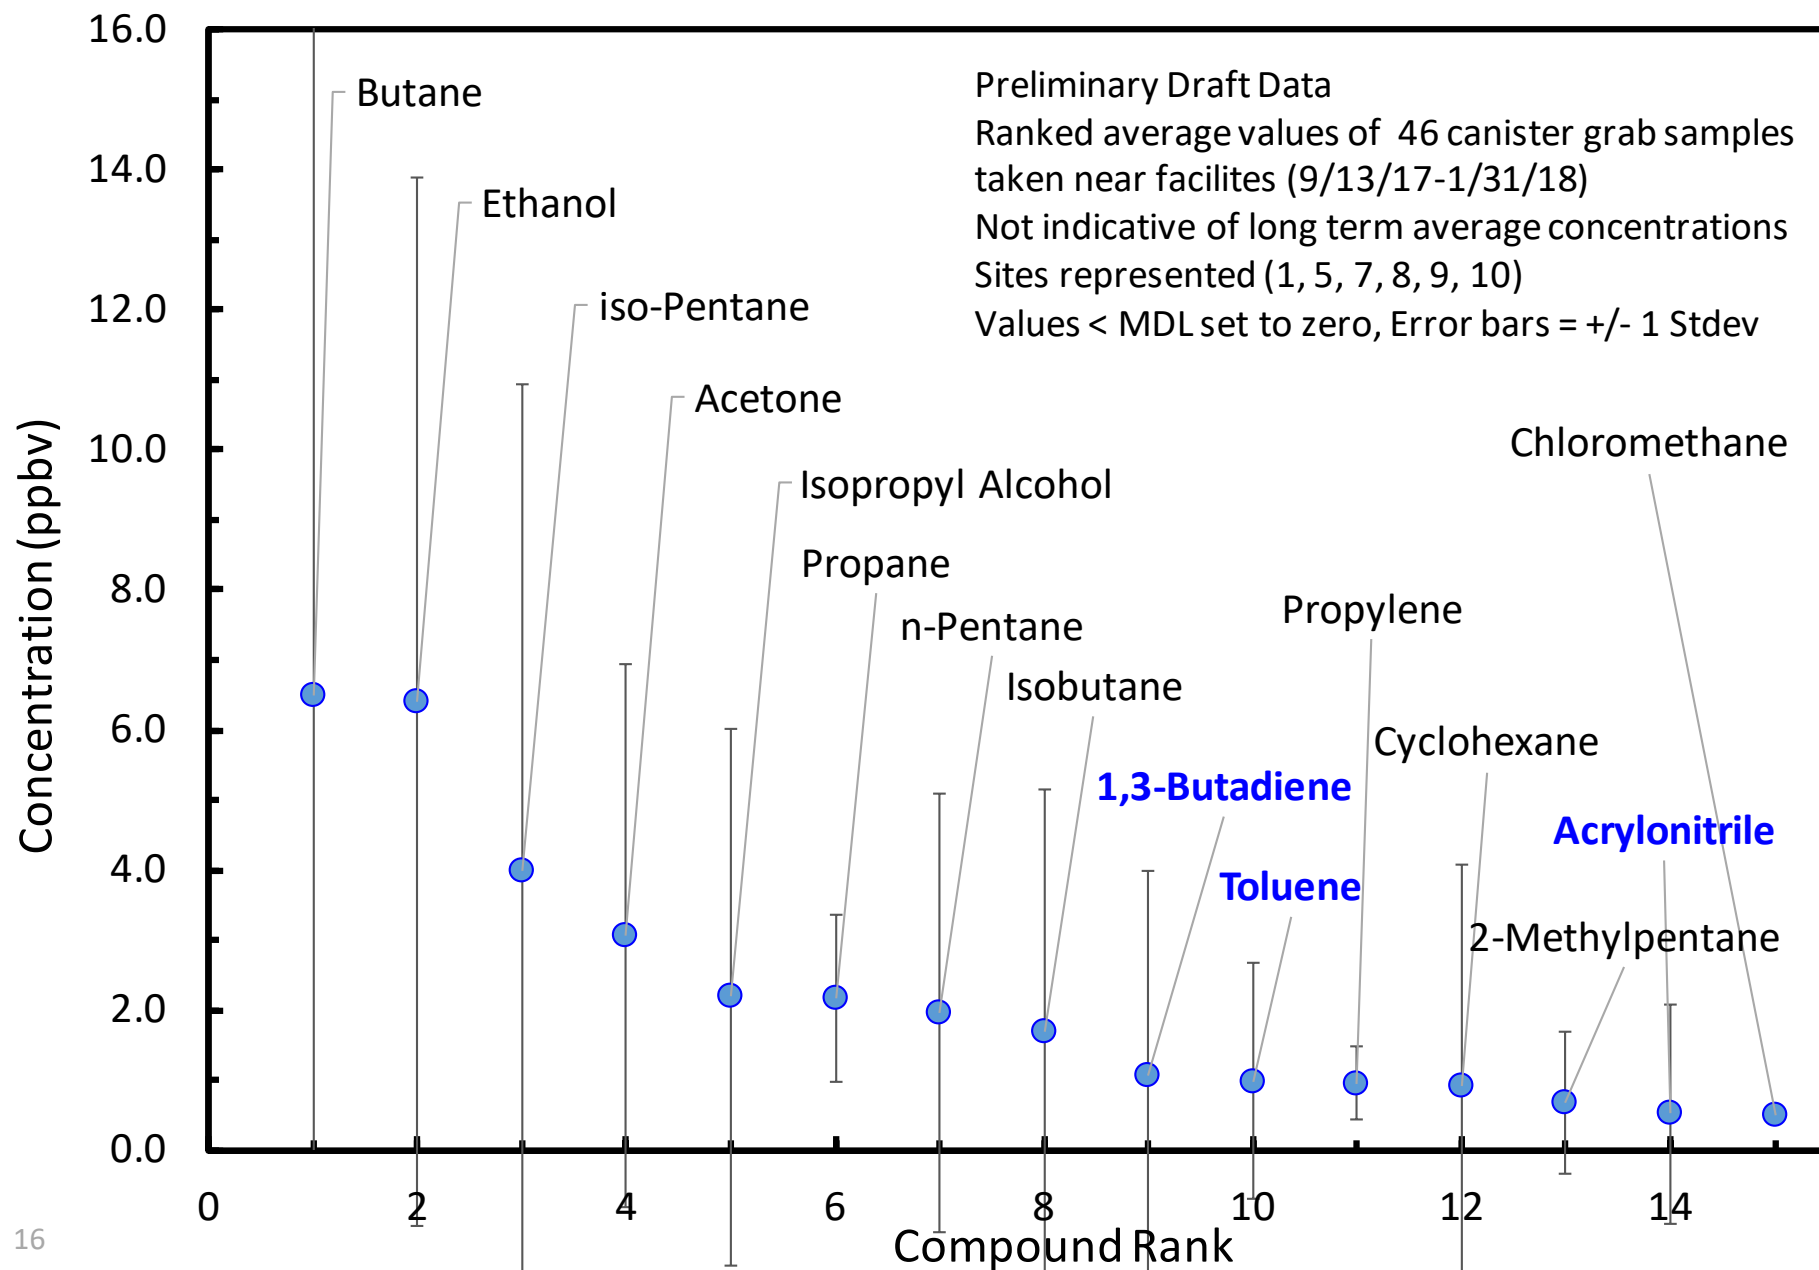 16.0
14.0
12.0
10.0
8.0
6.0
4.0
2.0
0.0
Concentration (ppbv)
Preliminary Draft Data
Ranked average values of 46 canister grab samples
taken near facilites (9/13/17-1/31/18)
Not indicative of long term average concentrations
Sites represented (1, 5, 7, 8, 9, 10)
Values < MDL set to zero, Error bars = +/- 1 Stdev
Butane
Ethanol
iso-Pentane
Acetone
Isopropyl Alcohol
Propane
n-Pentane
Isobutane
1,3-Butadiene
Toluene
Propylene
Cyclohexane
2-Methylpentane
Acrylonitrile
Chloromethane
0 2 4 6 8 10 12 14
Compound Rank
16